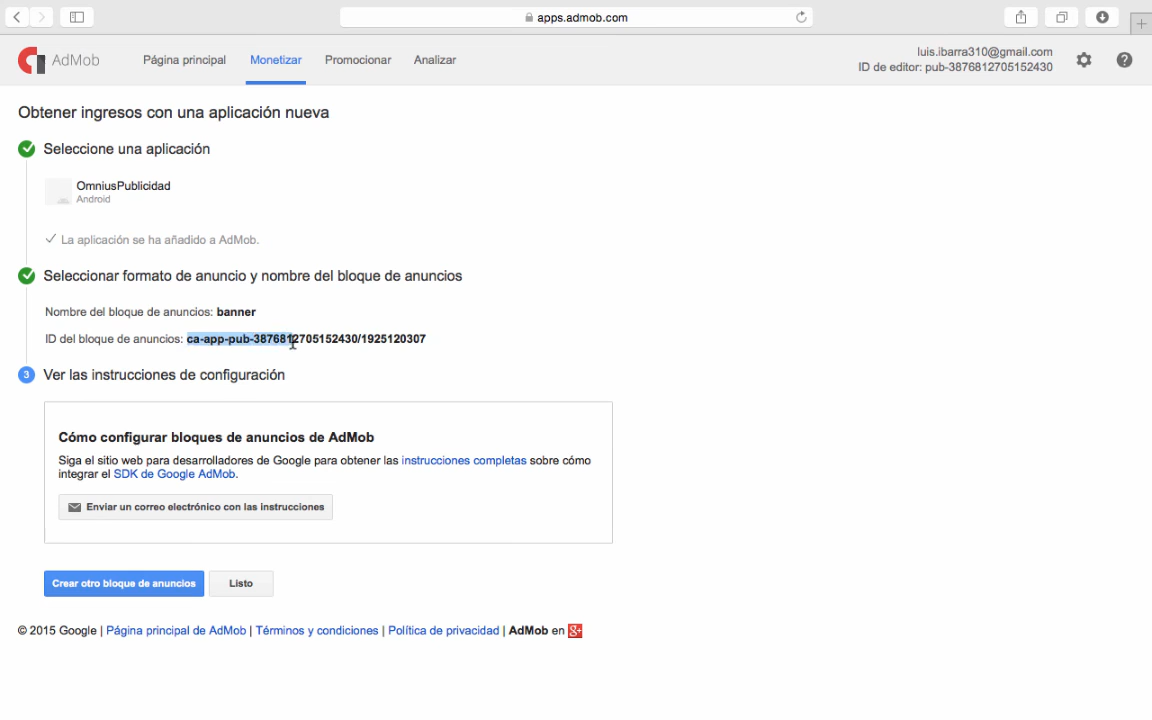 apps.admob.com
AdMob
Página principal
Monetizar
Promocionar
Analizar
luis.ibarra310@gmail.com
ID de editor: pub-3876812705152430
Obtener ingresos con una aplicación nueva
Seleccione una aplicación
OmniusPublicidad
Android
La aplicación se ha añadido a AdMob.
Seleccionar formato de anuncio y nombre del bloque de anuncios
Nombre del bloque de anuncios: banner
ID del bloque de anuncios: ca-app-pub-3876812705152430/1925120307
3 Ver las instrucciones de configuración
Cómo configurar bloques de anuncios de AdMob
Siga el sitio web para desarrolladores de Google para obtener las instrucciones completas sobre cómo
integrar el SDK de Google AdMob.
Enviar un correo electrónico con las instrucciones
Crear otro bloque de anuncios
Listo
© 2015 Google | Página principal de AdMob | Términos y condiciones | Política de privacidad | AdMob en g+